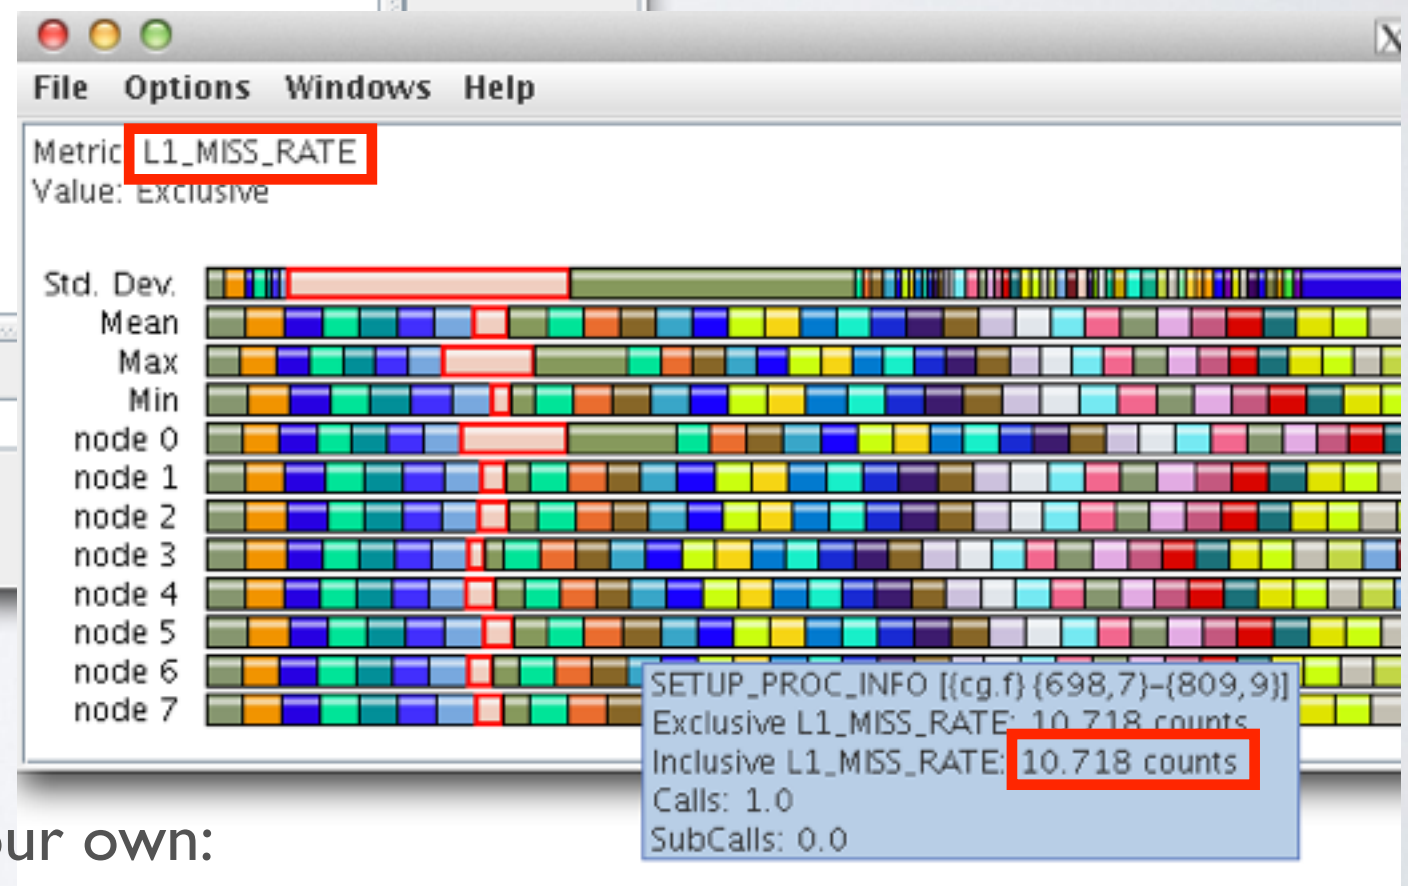 File Options Windows Help
Metric L1_MISS_RATE
Value: Exclusive
Std. Dev.
Mean
Max
Min
node 0
node 1
node 2
node 3
node 4
node 5
node 6
node 7
SETUP_PROC_INFO [{cg.f} {698,7}-{809,9}]
Exclusive L1_MISS_RATE: 10.718 counts
Inclusive L1_MISS_RATE: 10.718 counts
Calls: 1.0
SubCalls: 0.0
own: